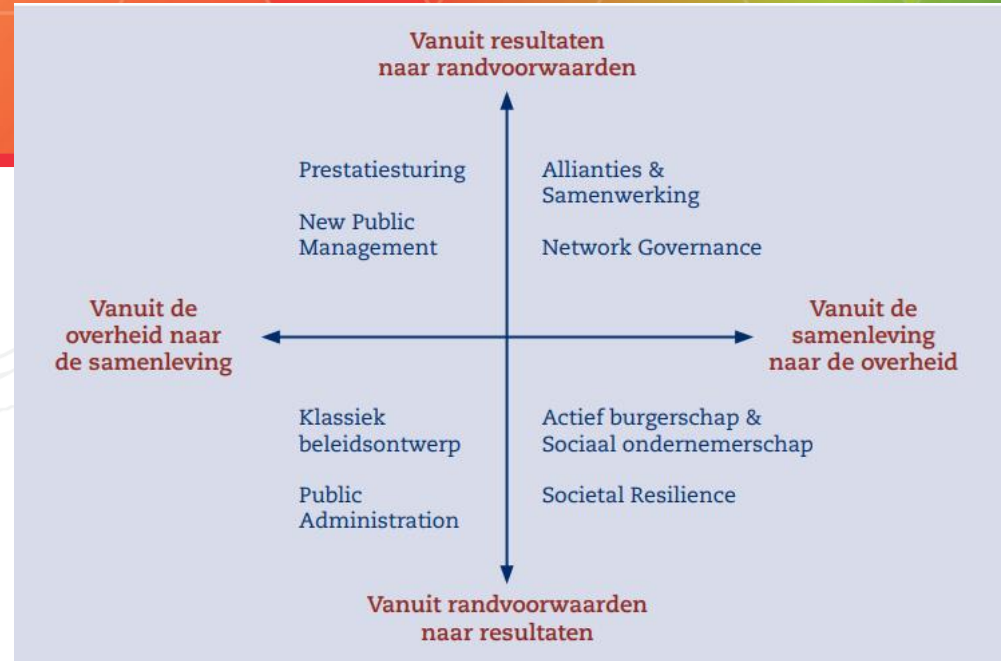 Vanuit resultaten
naar randvoorwaarden
Prestatiesturing
New Public
Management
Allianties &
Samenwerking
Network Governance
Vanuit de
overheid naar
de samenleving
Vanuit de
samenleving
naar de overheid
Klassiek
beleidsontwerp
Public
Administration
Actief burgerschap &
Sociaal ondernemerschap
Societal Resilience
Vanuit randvoorwaarden
naar resultaten